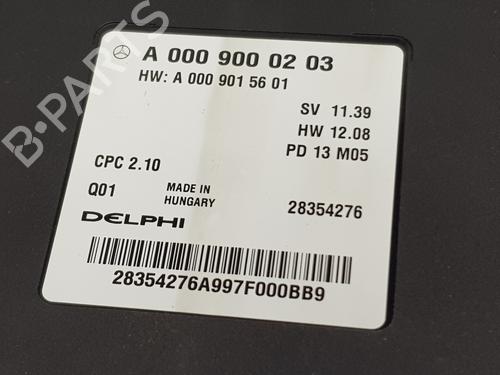 A 000 900 02 03
HW: A 000 901 56 01
SV 11.39
HW 12.08
PD 13 M05
CPC 2.10
Q01
MADE IN
HUNGARY
28354276
DELPHI
28354276A997F000BB9
B-PARTS